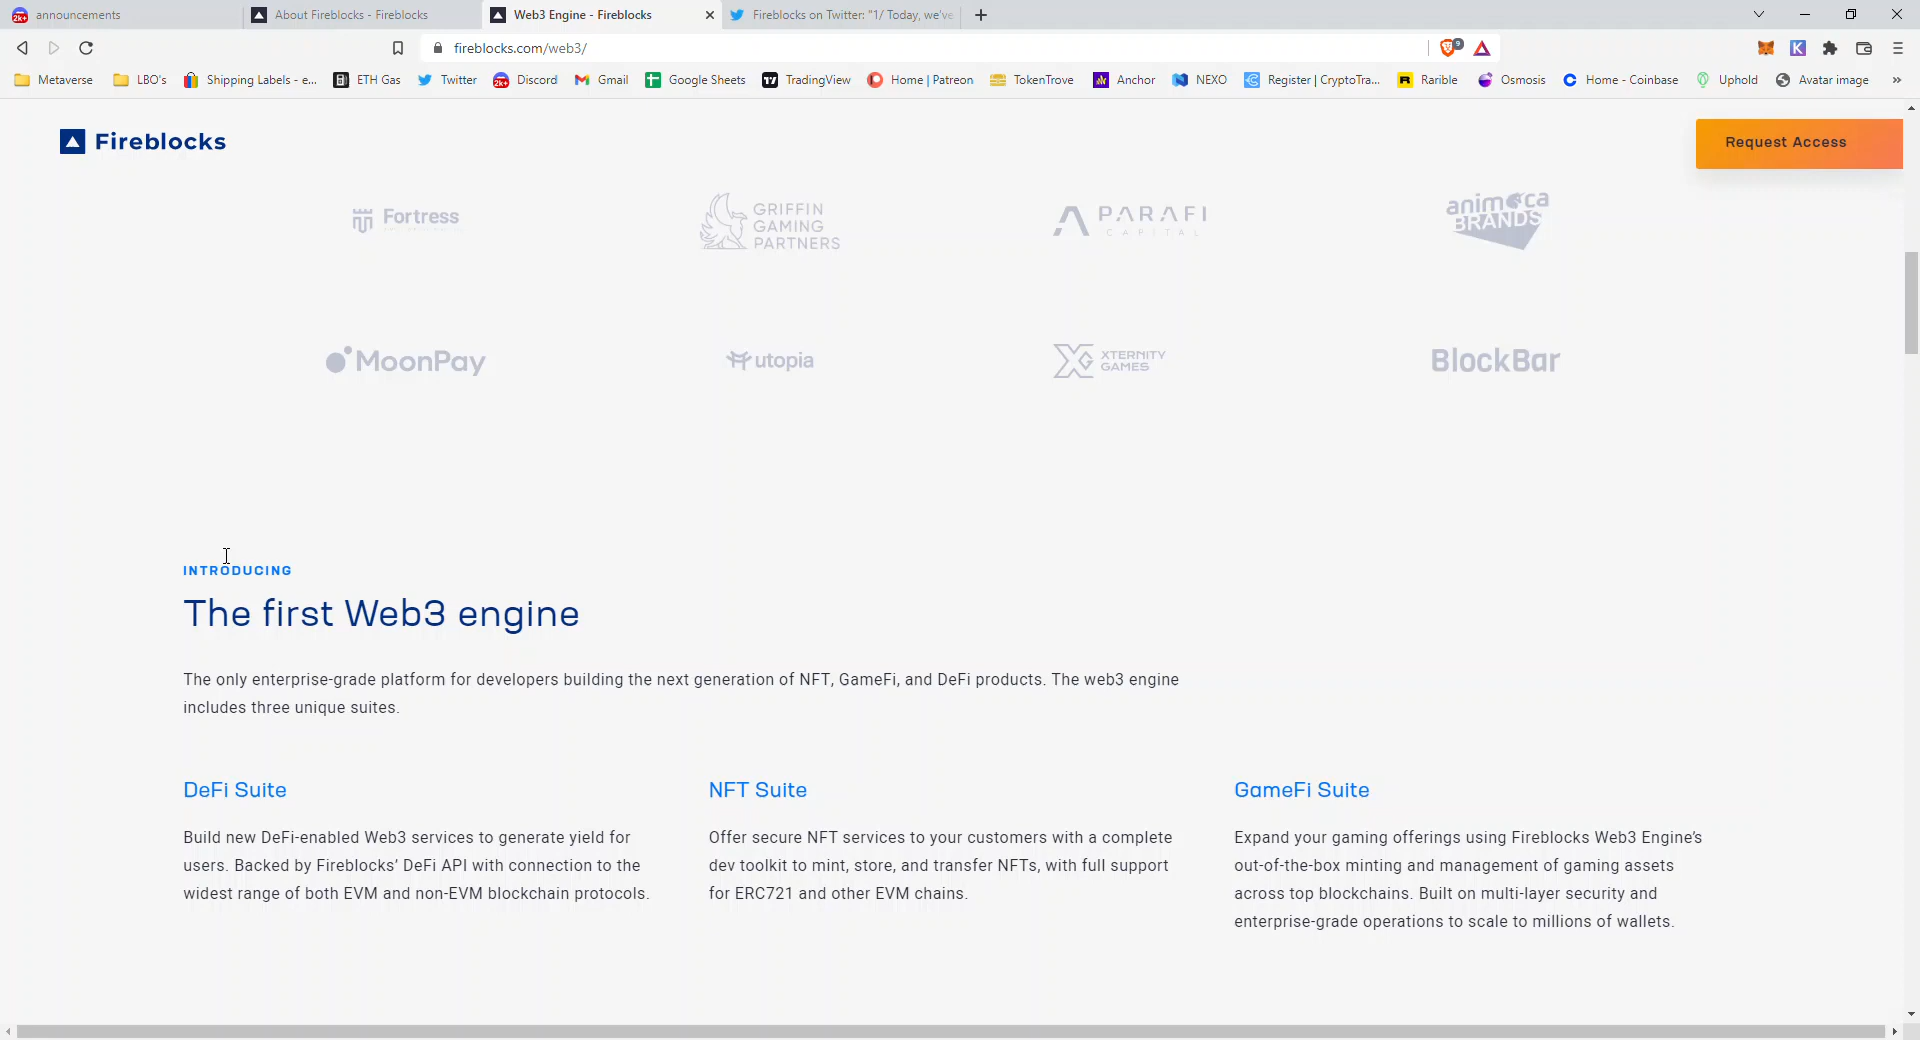 announcements
About Fireblocks - Fireblocks
Web3 Engine - Fireblocks
Fireblocks on Twitter: "1/ Today, we've
fireblocks.com/web3/
9
Metaverse
LBO's
Shipping Labels - e...
ETH Gas
Twitter
Discord
Gmail
Google Sheets
TradingView
Home | Patreon
TokenTrove
Anchor
NEXO
Register | CryptoTra...
Rarible
Osmosis
Home - Coinbase
Uphold
Avatar image
Fireblocks
Request Access
Fortress
GRIFFIN
GAMING
PARTNERS
PARAFI
CAPITAL
animoca
BRANDS
MoonPay
utopia
XTERNITY
GAMES
BlockBar
INTRODUCING
The first Web3 engine
The only enterprise-grade platform for developers building the next generation of NFT, GameFi, and DeFi products. The web3 engine
includes three unique suites.
DeFi Suite
Build new DeFi-enabled Web3 services to generate yield for
users. Backed by Fireblocks' DeFi API with connection to the
widest range of both EVM and non-EVM blockchain protocols.
NFT Suite
Offer secure NFT services to your customers with a complete
dev toolkit to mint, store, and transfer NFTs, with full support
for ERC721 and other EVM chains.
GameFi Suite
Expand your gaming offerings using Fireblocks Web3 Engine's
out-of-the-box minting and management of gaming assets
across top blockchains. Built on multi-layer security and
enterprise-grade operations to scale to millions of wallets.